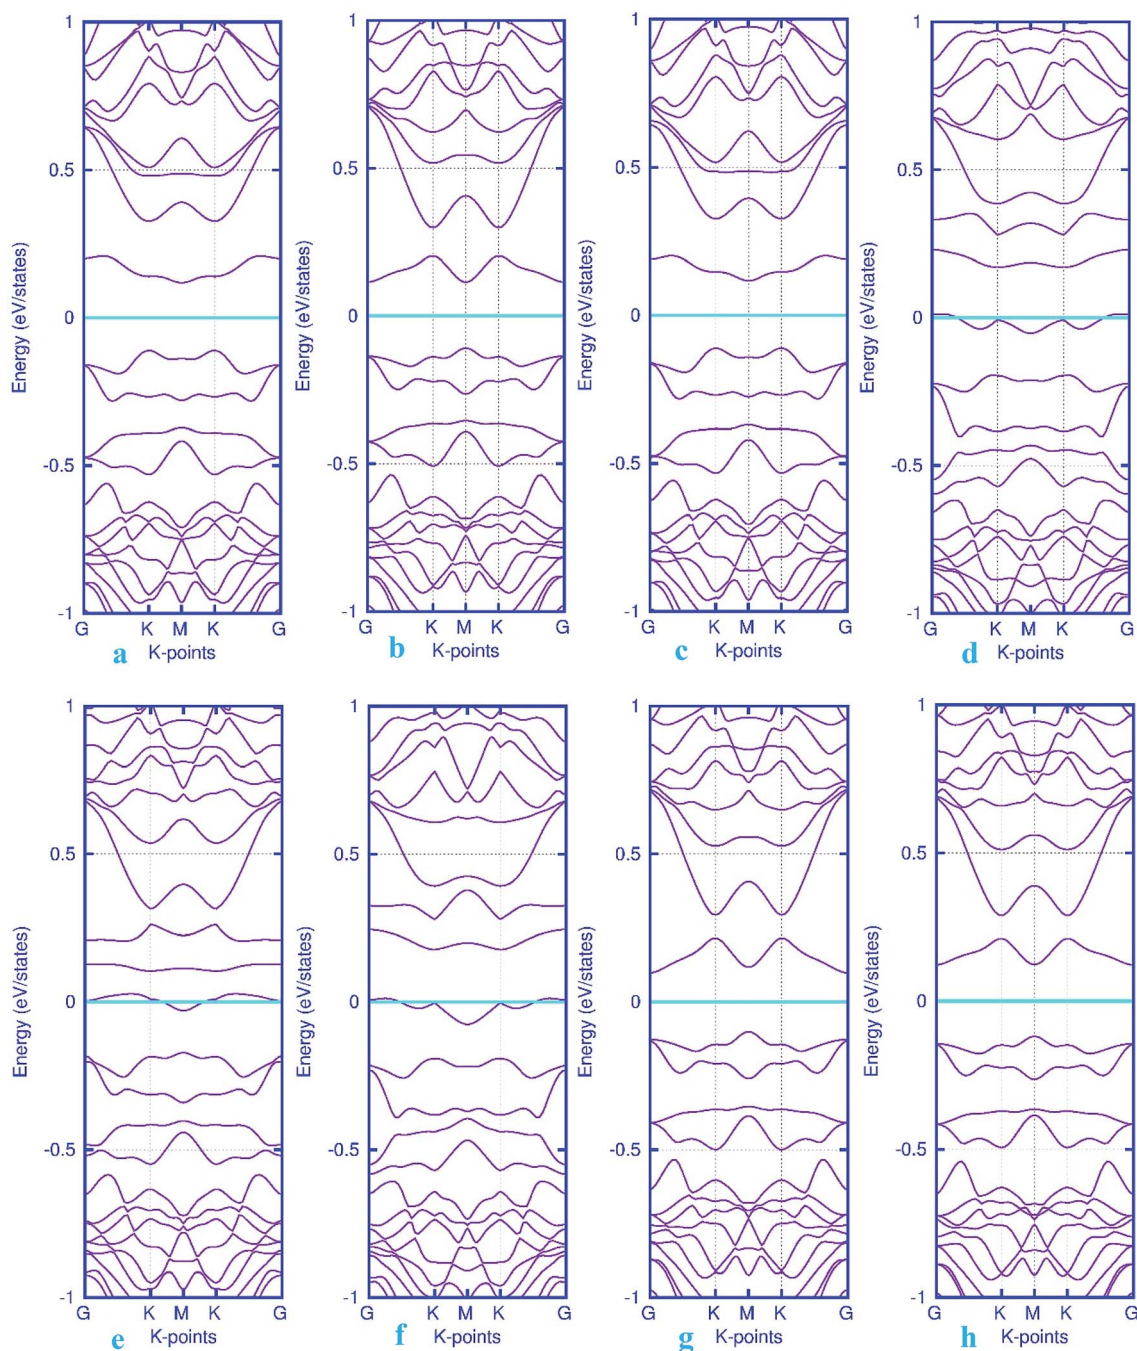 1 1 1 1
0.5 0.5 0.5 0.5
Energy (eV/states) Energy (eV/states) Energy (eV/states) Energy (eV/states)
0 0 0 0
-0.5 -0.5 -0.5 -0.5
-1 -1 -1 -1
G K M K G G K M K G G K M K G G K M K G
a K-points b K-points c K-points d K-points
1 1 1 1
0.5 0.5 0.5 0.5
Energy (eV/states) Energy (eV/states) Energy (eV/states) Energy (eV/states)
0 0 0 0
-0.5 -0.5 -0.5 -0.5
-1 -1 -1 -1
G K M K G G K M K G G K M K G G K M K G
e K-points f K-points g K-points h K-points